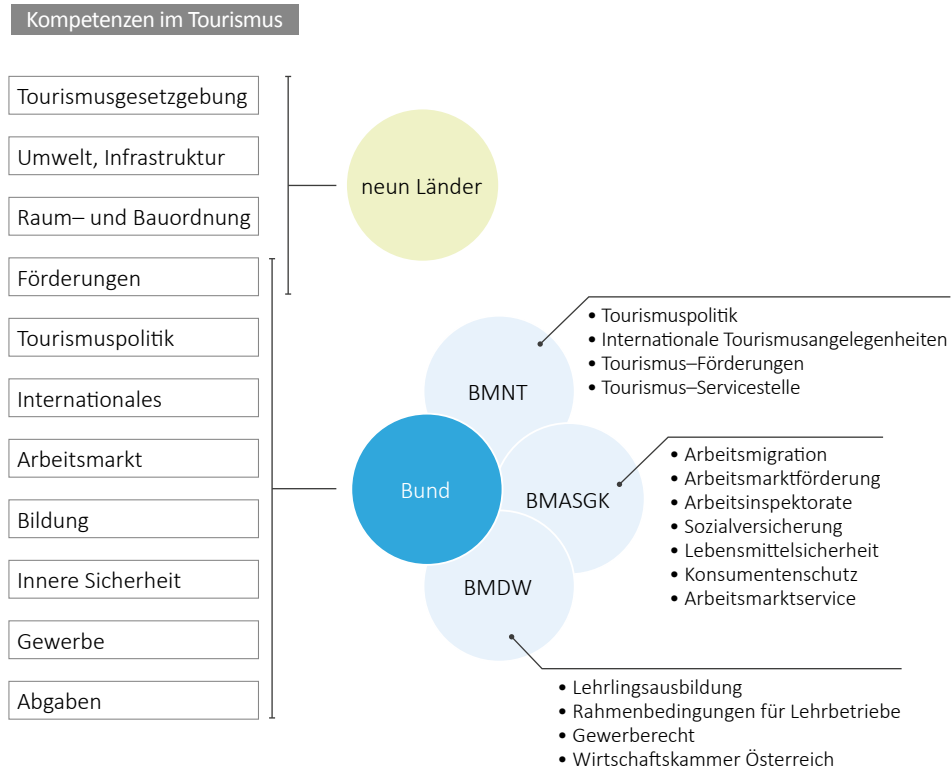 Kompetenzen im Tourismus
Tourismusgesetzgebung
Umwelt, Infrastruktur
Raum– und Bauordnung
Förderungen
Tourismuspolitik
Internationales
Arbeitsmarkt
Bildung
Innere Sicherheit
Gewerbe
Abgaben
neun Länder
Bund
BMNT
• Tourismuspolitik
• Internationale Tourismusangelegenheiten
• Tourismus–Förderungen
• Tourismus–Servicestelle
BMASGK
• Arbeitsmigration
• Arbeitsmarktförderung
• Arbeitsinspektorate
• Sozialversicherung
• Lebensmittelsicherheit
• Konsumentenschutz
• Arbeitsmarktservice
BMDW
• Lehrlingsausbildung
• Rahmenbedingungen für Lehrbetriebe
• Gewerberecht
• Wirtschaftskammer Österreich